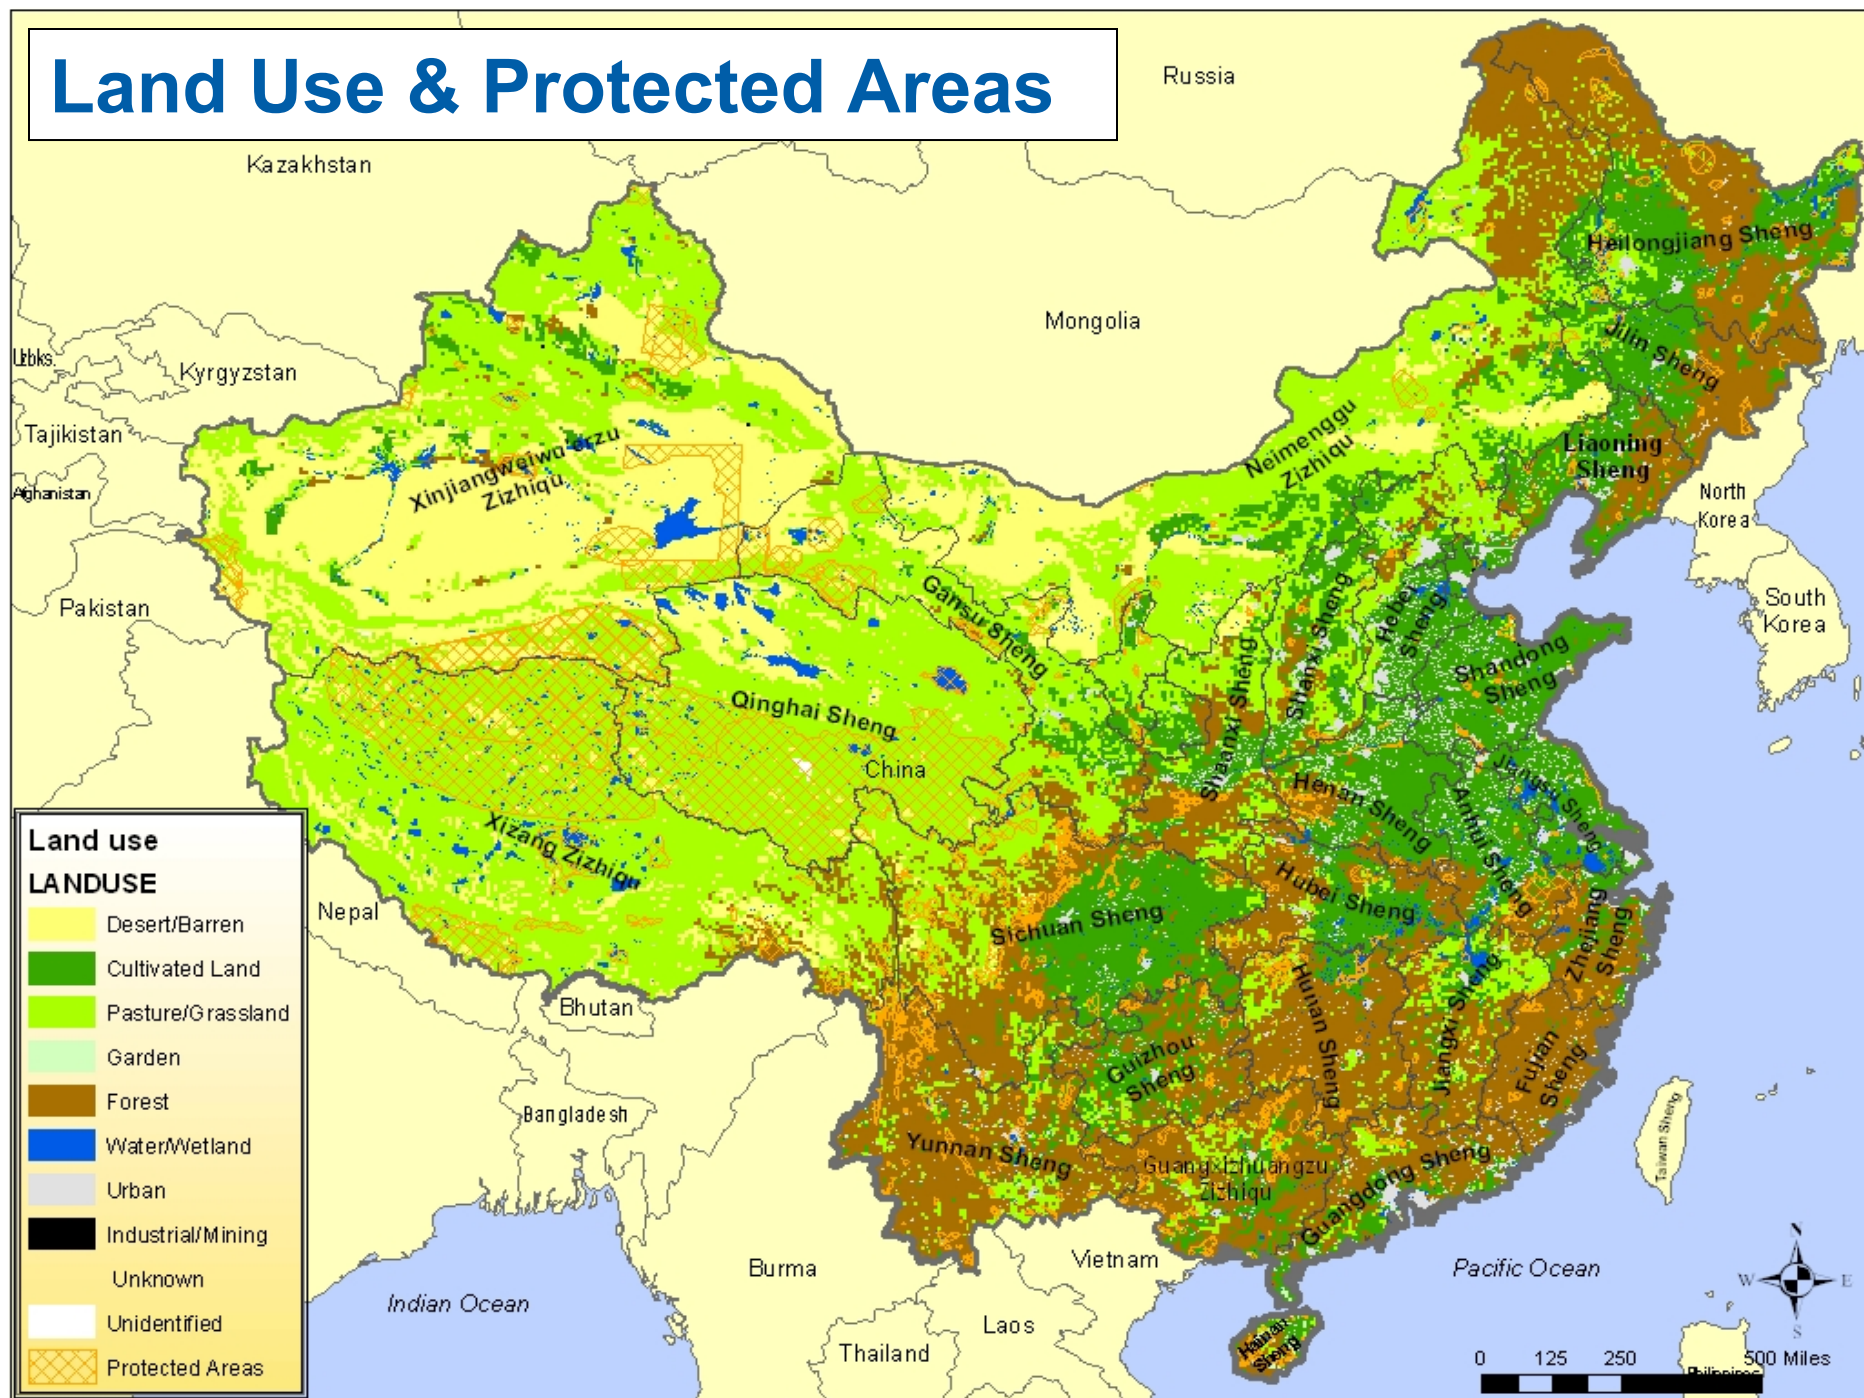 Land Use & Protected Areas
Russia
Kazakhstan
Mongolia
Uzbks.
Kyrgyzstan
Tajikistan
Afghanistan
Pakistan
Heilongjiang Sheng
Jilin Sheng
Liaoning
Sheng
Neimenggu
Zizhiqu
Xinjiangweiwu'erzu
Zizhiqu
North
Korea
South
Korea
Gansu Sheng
Qinghai Sheng
China
Shaanxi Sheng
Shanxi Sheng
Hebei
Sheng
Shandong
Sheng
Henan Sheng
Jiangsu Sheng
Anhui Sheng
Xizang Zizhiqu
Sichuan Sheng
Hubei Sheng
Zhejiang
Sheng
Hunan Sheng
Jiangxi Sheng
Fujian
Sheng
Guizhou
Sheng
Yunnan Sheng
Guangxizhuangzu
Zizhiqu
Guangdong Sheng
Hainan
Sheng
Taiwan Sheng
Nepal
Bhutan
Bangladesh
Burma
Vietnam
Laos
Thailand
Philippines
Indian Ocean
Pacific Ocean
Land use
LANDUSE
Desert/Barren
Cultivated Land
Pasture/Grassland
Garden
Forest
Water/Wetland
Urban
Industrial/Mining
Unknown
Unidentified
Protected Areas
N
W E
S
0 125 250 500 Miles